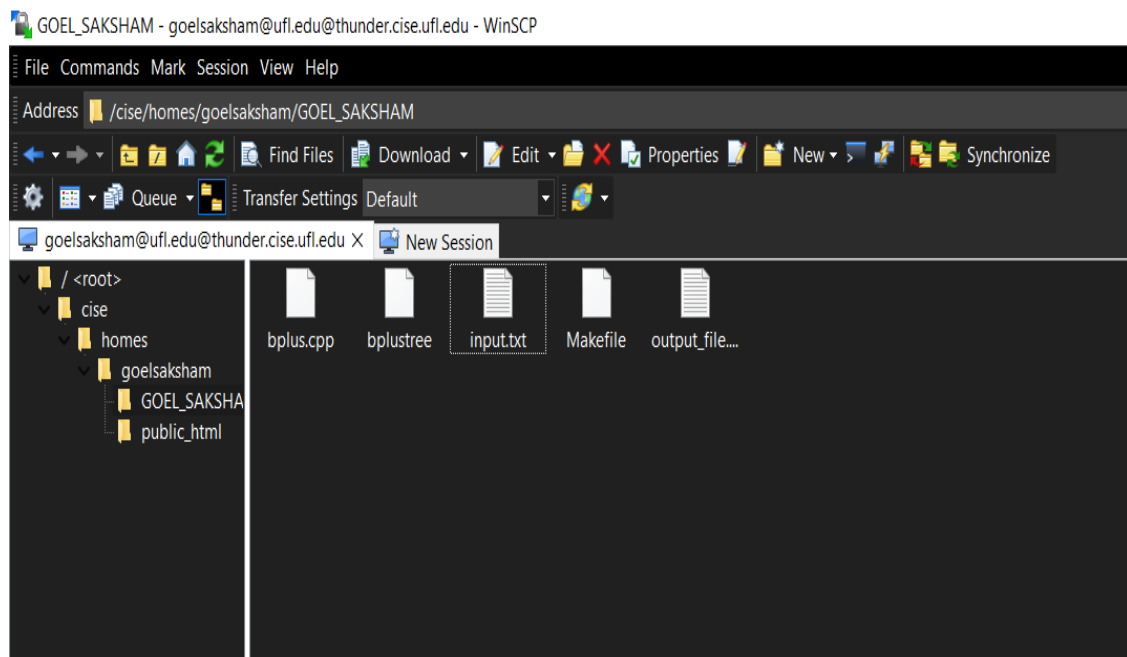 GOEL_SAKSHAM - goelsaksham@ufl.edu@thunder.cise.ufl.edu - WinSCP
File Commands Mark Session View Help
Address /cise/homes/goelsaksham/GOEL_SAKSHAM
Find Files Download Edit Properties New Synchronize
Queue Transfer Settings Default
goelsaksham@ufl.edu@thunder.cise.ufl.edu X New Session
/ <root>
cise
homes
goelsaksham
GOEL_SAKSHA
public_html
bplus.cpp bplustree input.txt Makefile output_file....